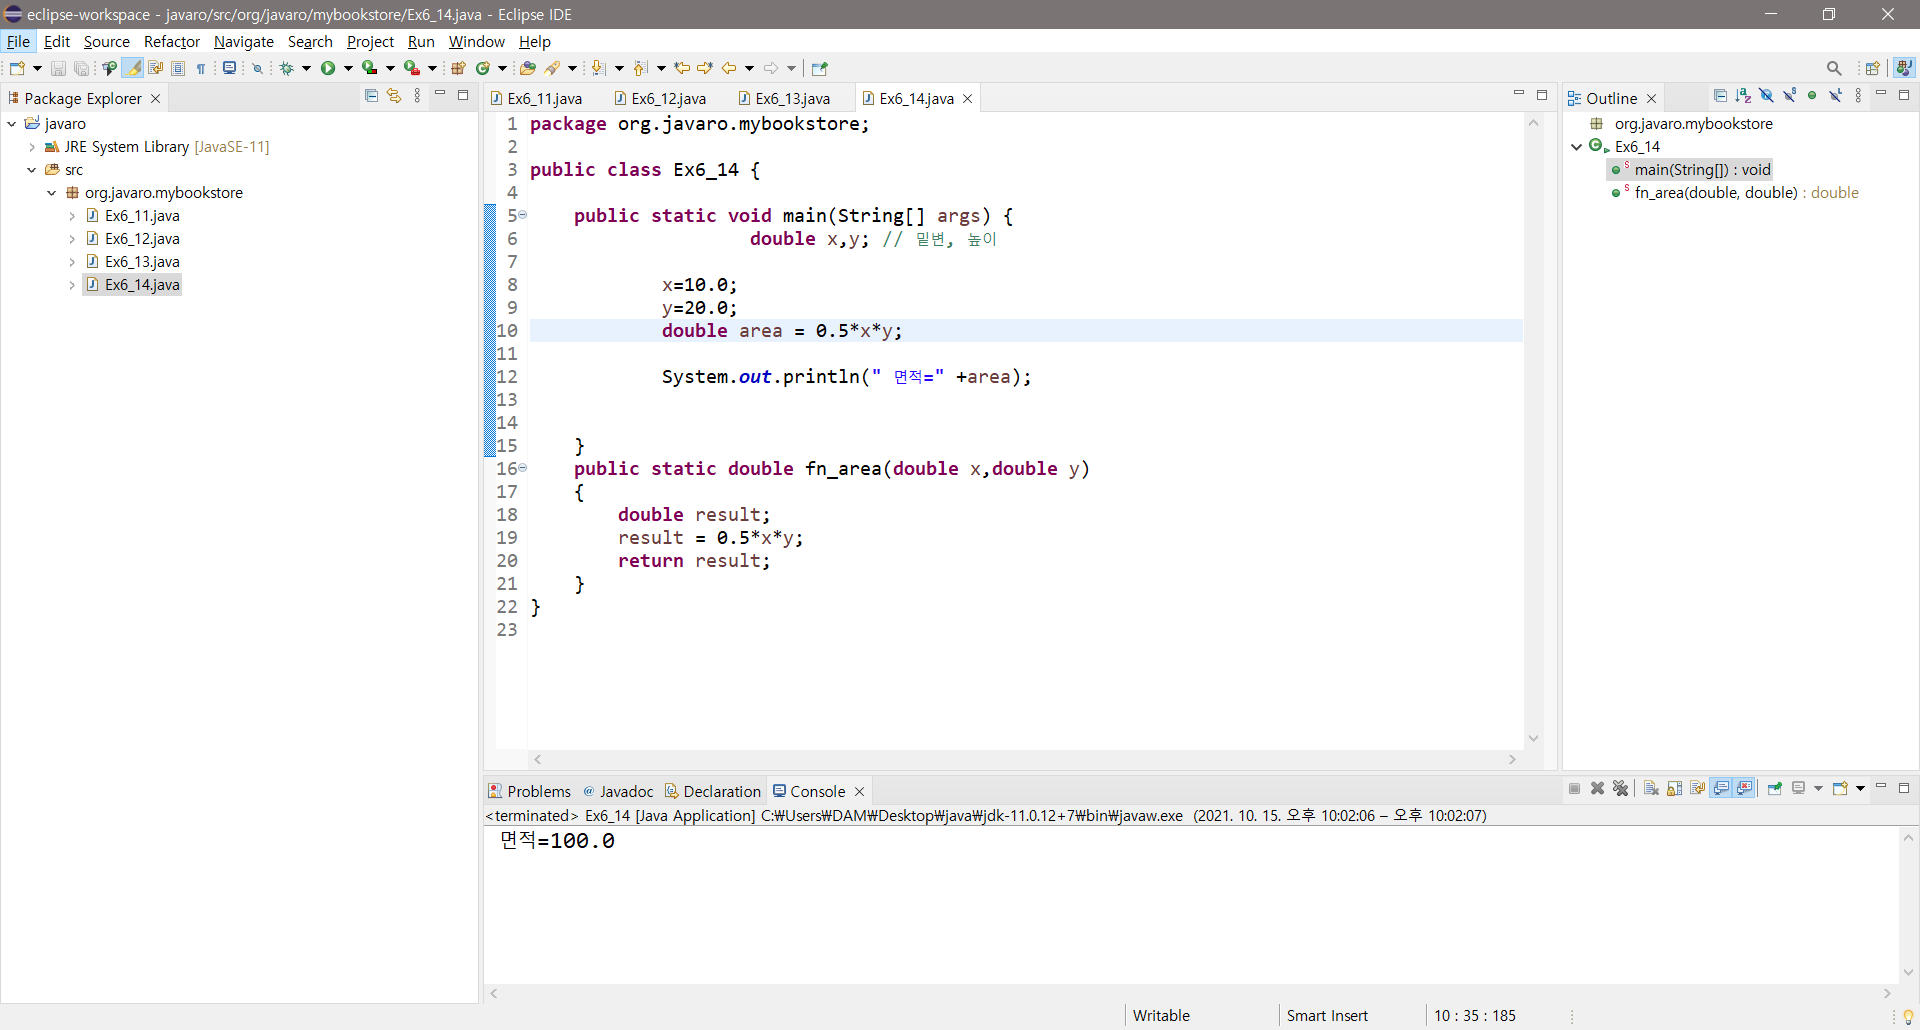 eclipse-workspace - javaro/src/org/javaro/mybookstore/Ex6_14.java - Eclipse IDE
File Edit Source Refactor Navigate Search Project Run Window Help
Package Explorer
javaro
JRE System Library [JavaSE-11]
src
org.javaro.mybookstore
Ex6_11.java
Ex6_12.java
Ex6_13.java
Ex6_14.java
Ex6_11.java Ex6_12.java Ex6_13.java Ex6_14.java
1 package org.javaro.mybookstore;
2
3 public class Ex6_14 {
4
5 public static void main(String[] args) {
6 double x,y; // 밑변, 높이
7
8 x=10.0;
9 y=20.0;
10 double area = 0.5*x*y;
11
12 System.out.println(" 면적=" +area);
13
14
15 }
16 public static double fn_area(double x,double y)
17 {
18 double result;
19 result = 0.5*x*y;
20 return result;
21 }
22 }
23
Outline
org.javaro.mybookstore
Ex6_14
main(String[]) : void
fn_area(double, double) : double
Problems @ Javadoc Declaration Console
<terminated> Ex6_14 [Java Application] C:₩Users₩DAM₩Desktop₩java₩jdk-11.0.12+7₩bin₩javaw.exe (2021. 10. 15. 오후 10:02:06 – 오후 10:02:07)
면적=100.0
Writable Smart Insert 10 : 35 : 185